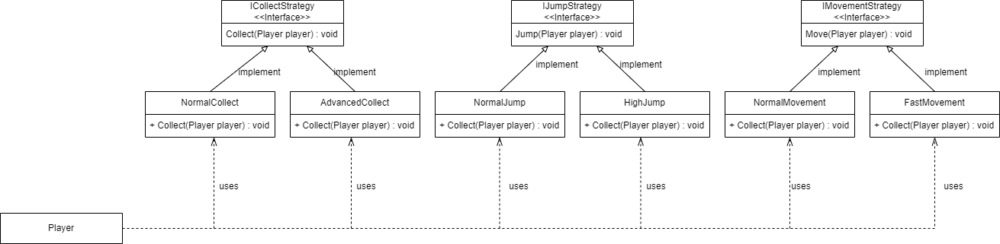 ICollectStrategy
<<Interface>>
Collect(Player player) : void
IJumpStrategy
<<Interface>>
Jump(Player player) : void
IMovementStrategy
<<Interface>>
Move(Player player) : void
implement
implement
implement
implement
implement
implement
NormalCollect
+ Collect(Player player) : void
AdvancedCollect
+ Collect(Player player) : void
NormalJump
+ Collect(Player player) : void
HighJump
+ Collect(Player player) : void
NormalMovement
+ Collect(Player player) : void
FastMovement
+ Collect(Player player) : void
uses
uses
uses
uses
uses
uses
Player